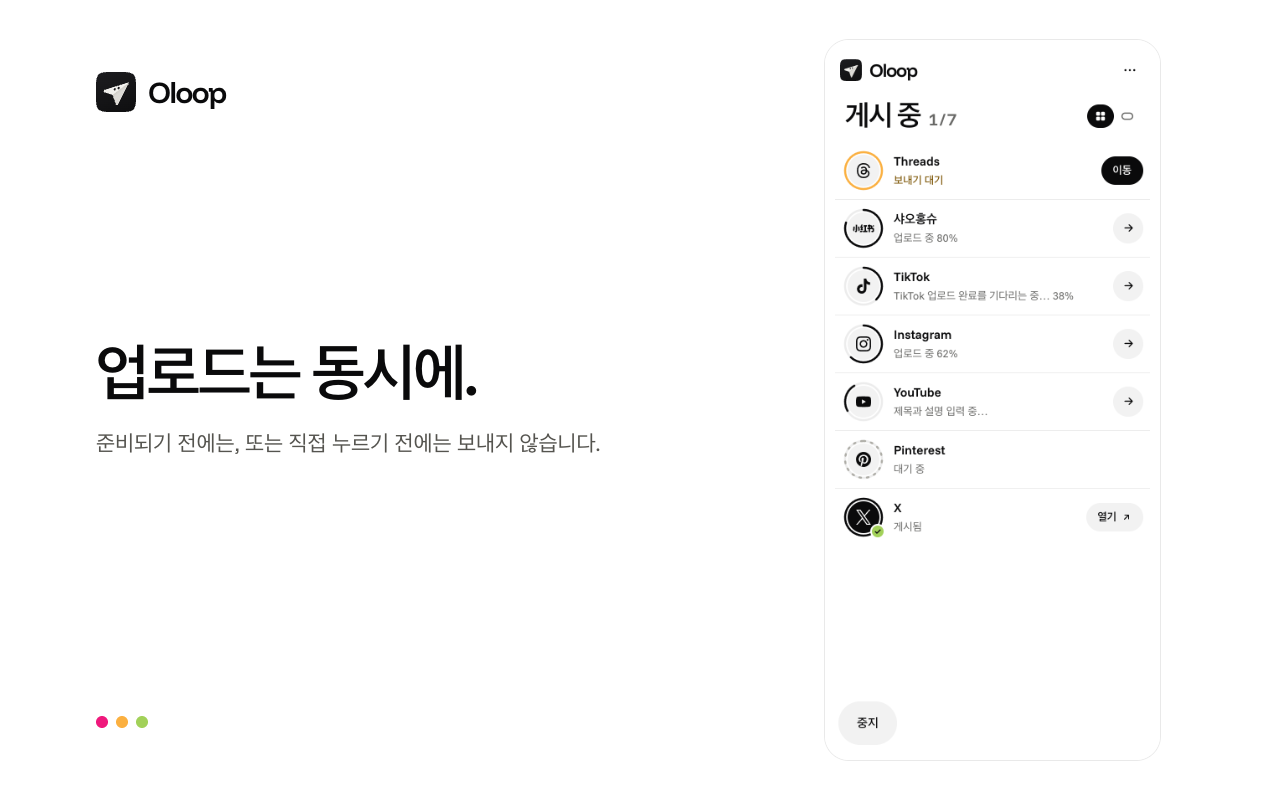 Oloop
업로드는 동시에.
준비되기 전에는, 또는 직접 누르기 전에는 보내지 않습니다.
Oloop
게시 중 1/7
Threads
보내기 대기
이동
小红书
샤오홍슈
업로드 중 80%
TikTok
TikTok 업로드 완료를 기다리는 중... 38%
Instagram
업로드 중 62%
YouTube
제목과 설명 입력 중...
Pinterest
대기 중
X
게시됨
열기
중지